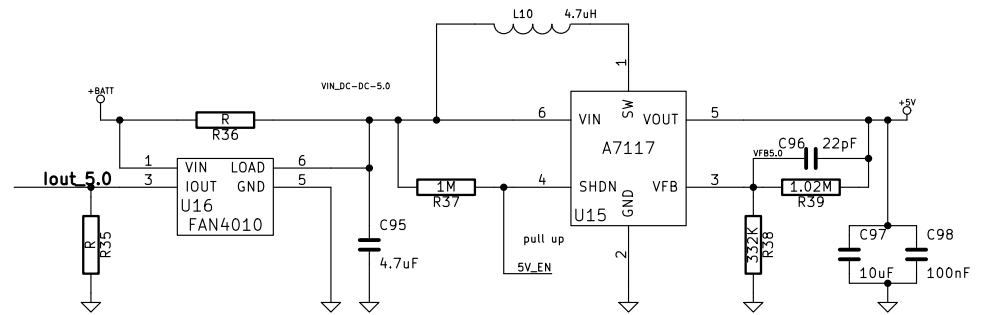 L10 4.7uH
1
+BATT
VIN_DC-DC-5.0
+5V
R
R36
6 VIN SW VOUT 5
A7117
C96 22pF
VFB5.0
1 VIN LOAD 6
Iout_5.0
3 IOUT GND 5
U16
FAN4010
1M
R37
4 SHDN VFB 3
GND
U15
1.02M
R39
R
R35
C95
4.7uF
pull up
5V_EN
2
332K
R38
C97 C98
10uF 100nF